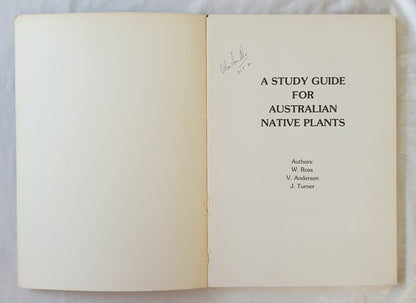 A STUDY GUIDE
FOR
AUSTRALIAN
NATIVE PLANTS
Authors:
W. Ross
V. Anderson
J. Turner